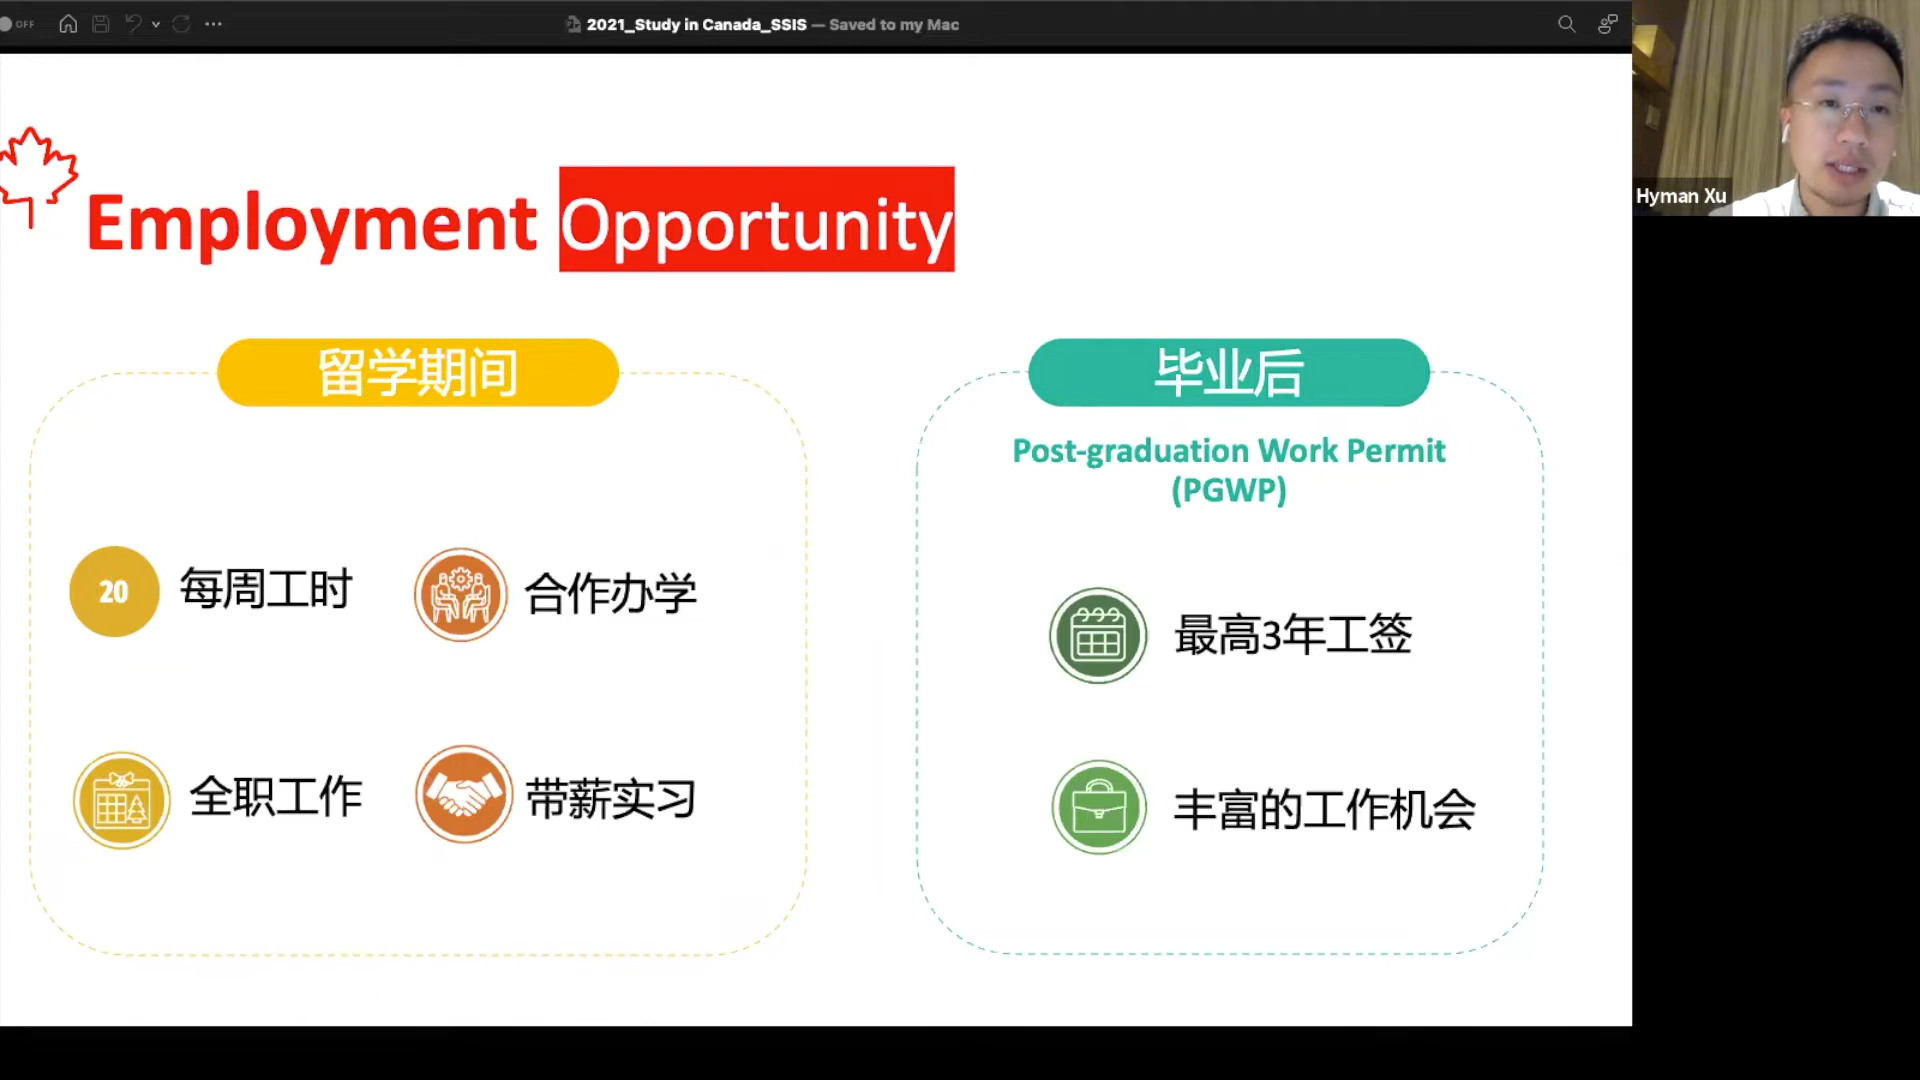 OFF
2021_Study in Canada_SSIS — Saved to my Mac
Hyman Xu
Employment Opportunity
留学期间
20
每周工时
合作办学
全职工作
带薪实习
毕业后
Post-graduation Work Permit
(PGWP)
最高3年工签
丰富的工作机会